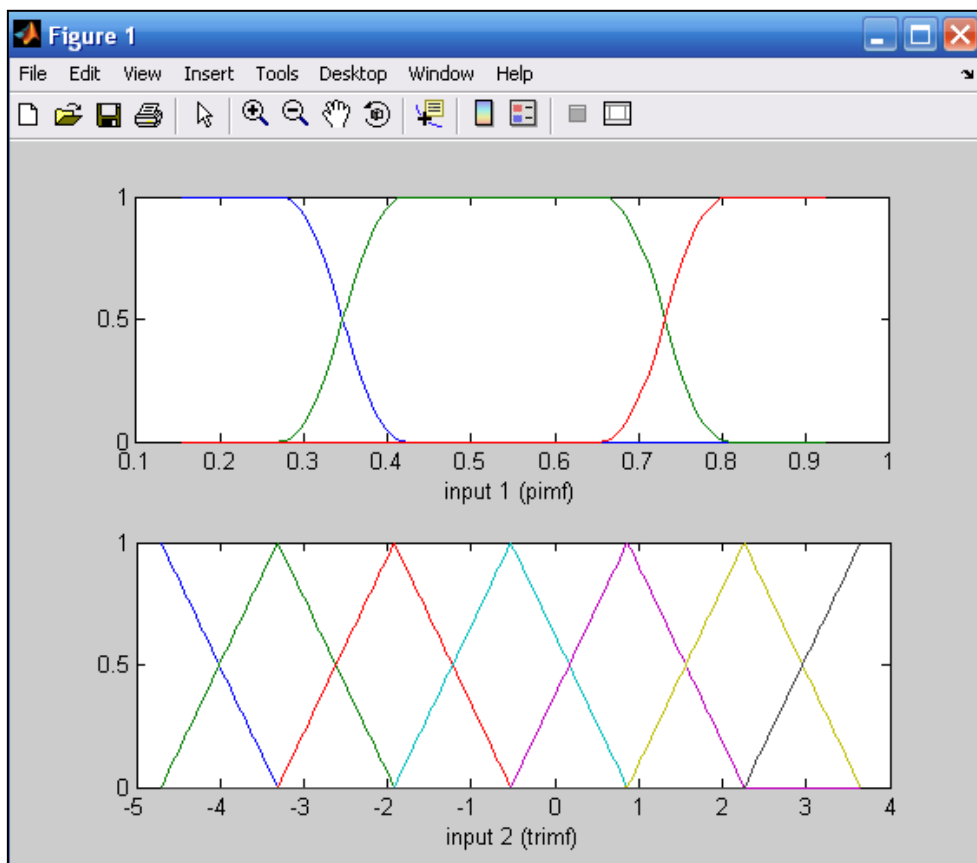 Figure 1
File Edit View Insert Tools Desktop Window Help
1
0.5
0
0.1 0.2 0.3 0.4 0.5 0.6 0.7 0.8 0.9 1
input 1 (pimf)
1
0.5
0
-5 -4 -3 -2 -1 0 1 2 3 4
input 2 (trimf)